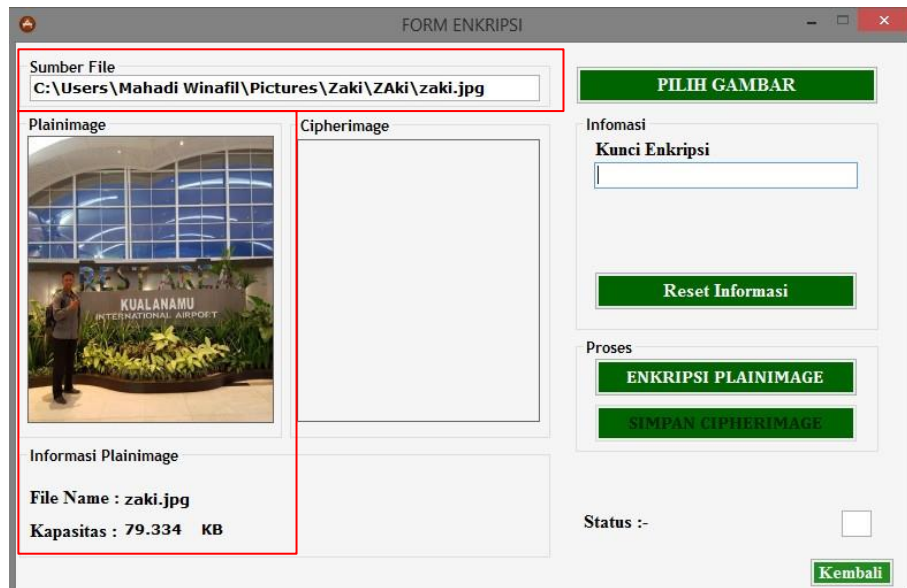 FORM ENKRIPSI
Sumber File
C:\Users\Mahadi Winafil\Pictures\Zaki\ZAki\zaki.jpg
PILIH GAMBAR
Plainimage
Cipherimage
Infomasi
Kunci Enkripsi
REST AREA
KUALANAMU
INTERNATIONAL AIRPORT
Reset Informasi
Proses
ENKRIPSI PLAINIMAGE
SIMPAN CIPHERIMAGE
Informasi Plainimage
File Name : zaki.jpg
Kapasitas : 79.334 KB
Status :-
Kembali